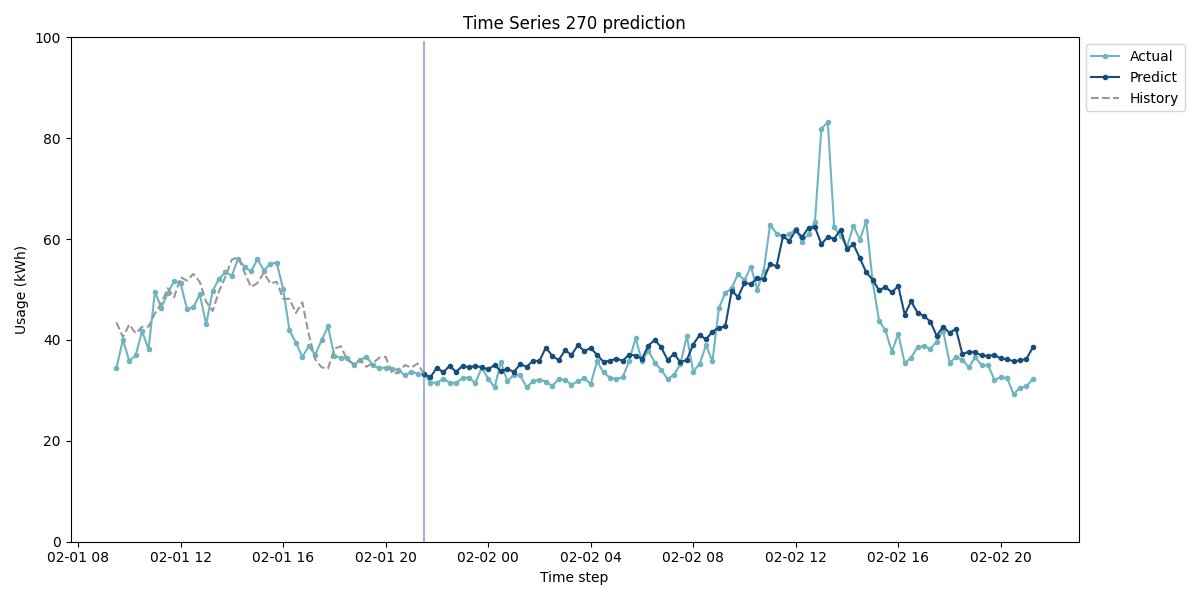 Time Series 270 prediction
100
80
60
40
20
0
Usage (kWh)
02-01 08 02-01 12 02-01 16 02-01 20 02-02 00 02-02 04 02-02 08 02-02 12 02-02 16 02-02 20
Time step
Actual
Predict
History